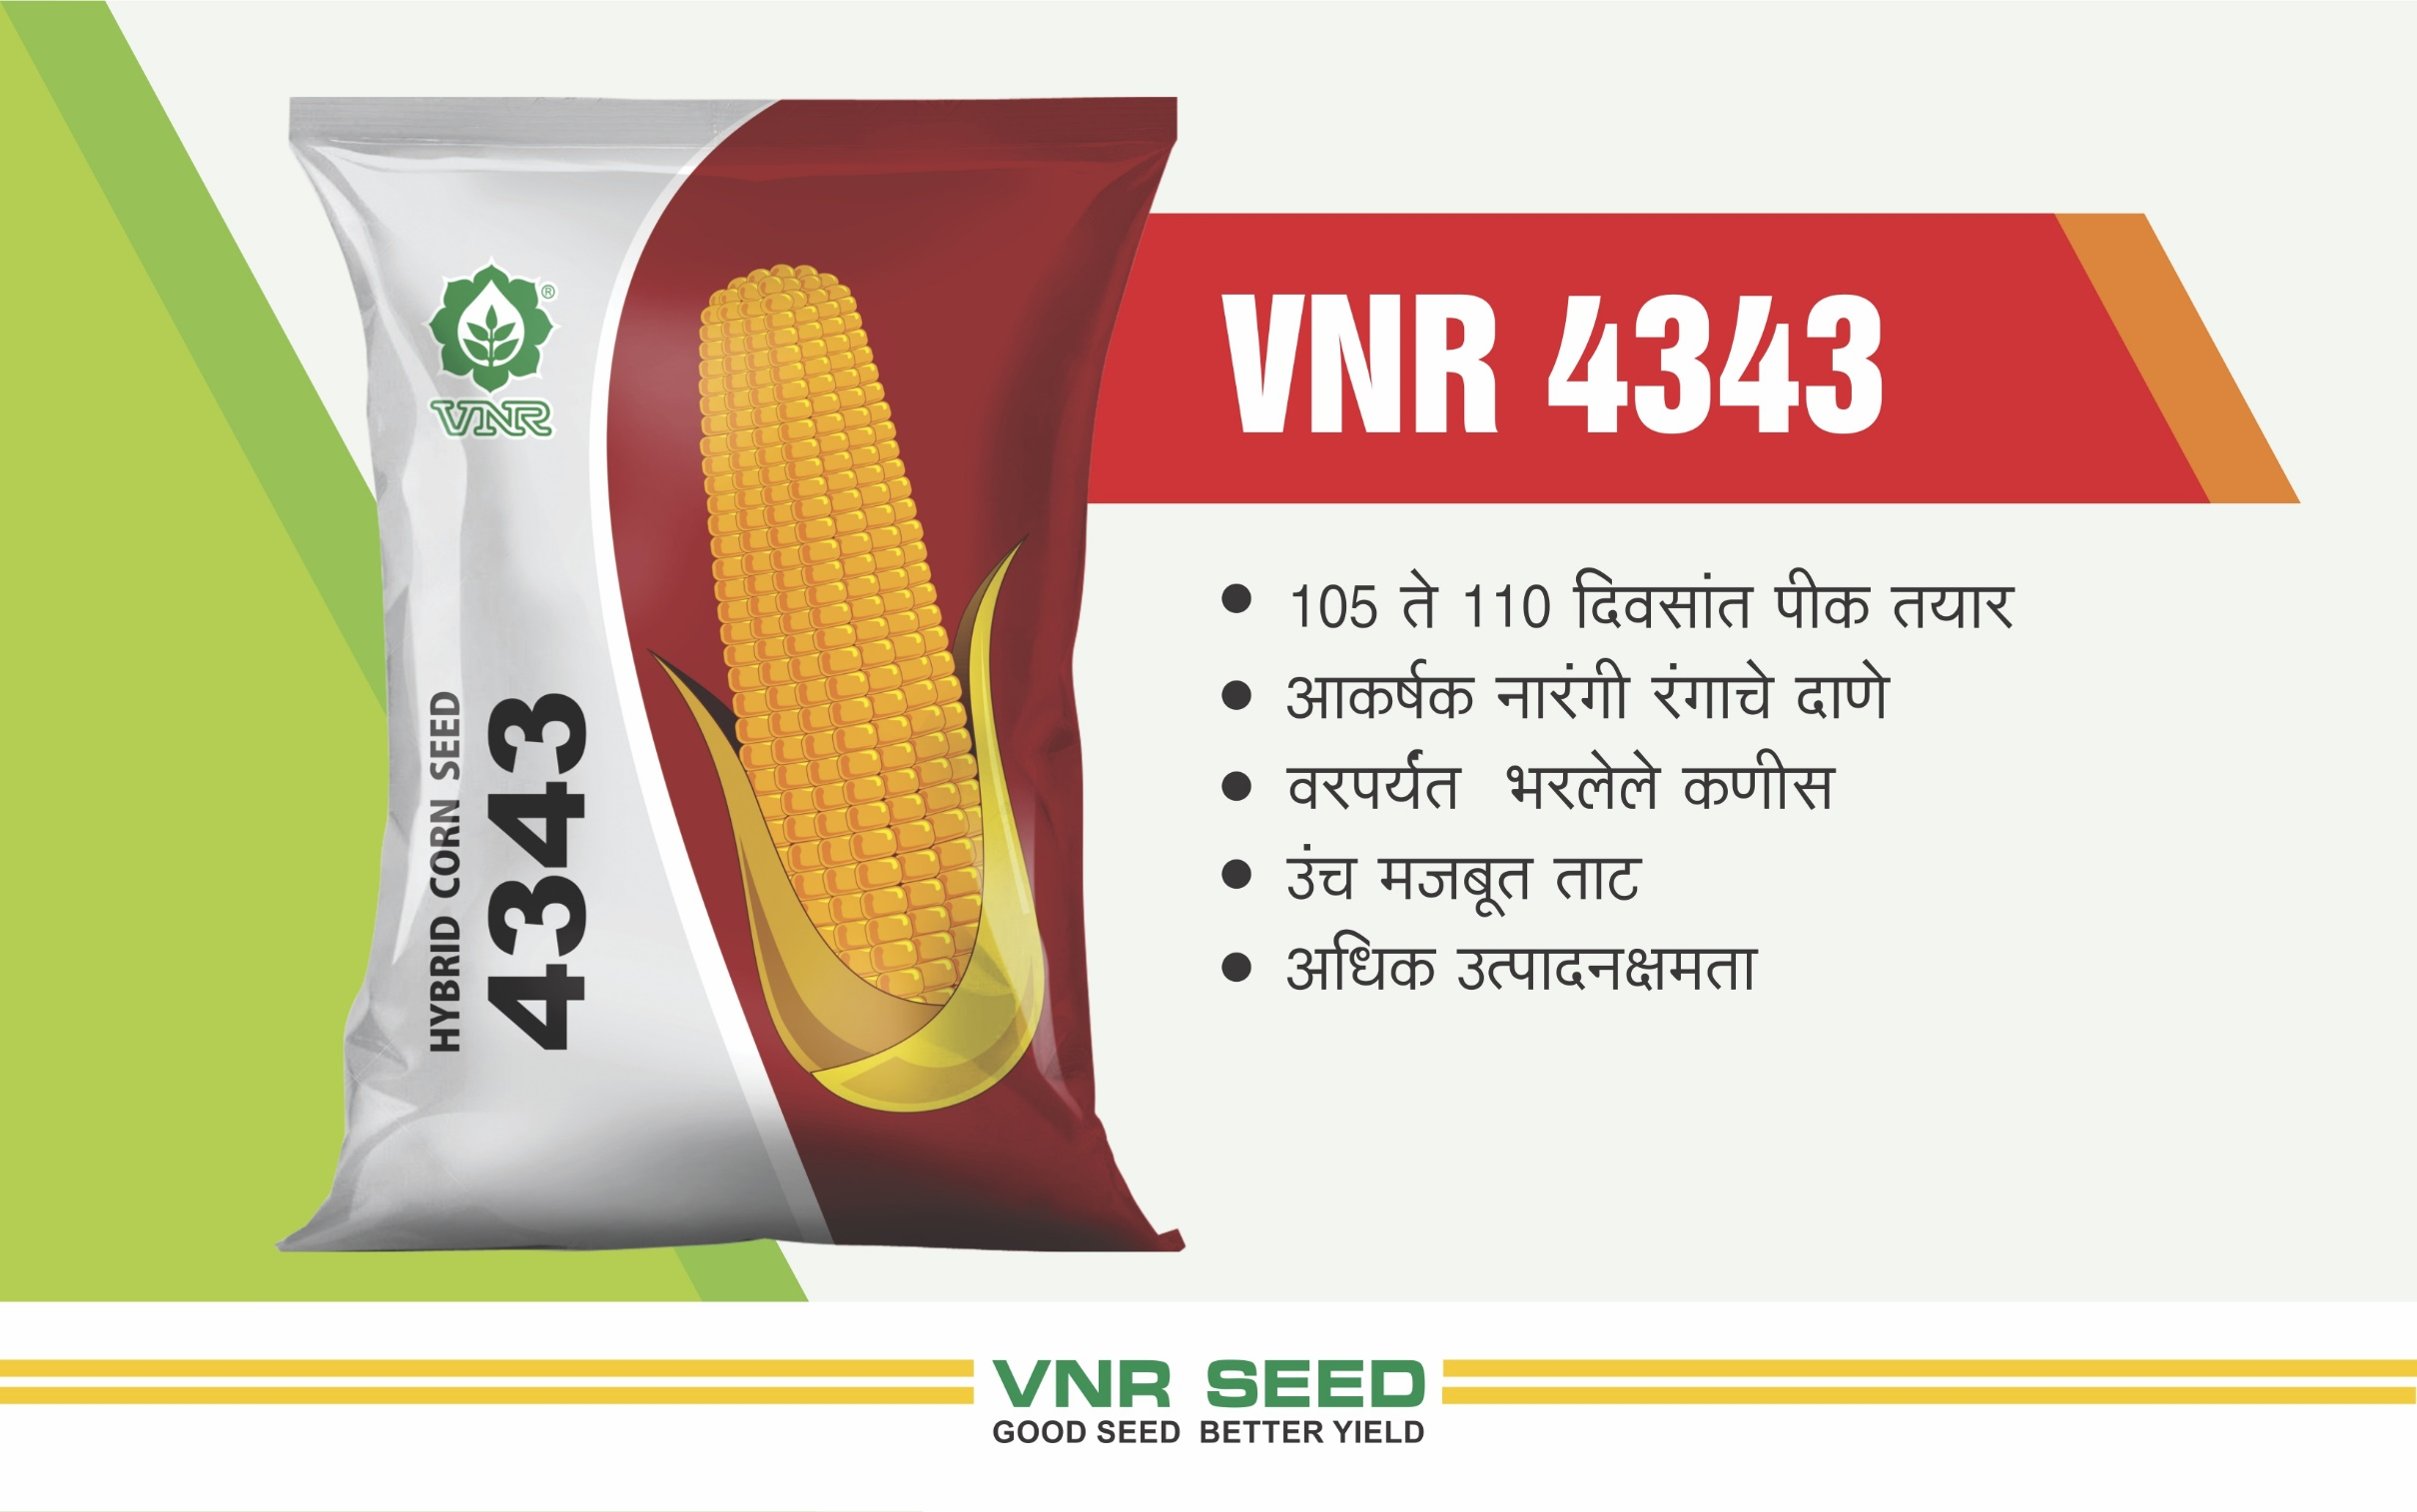 VNR
HYBRID CORN SEED
4343
VNR 4343
• 105 ते 110 दिवसांत पीक तयार
• आकर्षक नारंगी रंगाचे दाणे
• वरपर्यंत भरलेले कणीस
• उंच मजबूत ताट
• अधिक उत्पादनक्षमता
VNR SEED
GOOD SEED BETTER YIELD